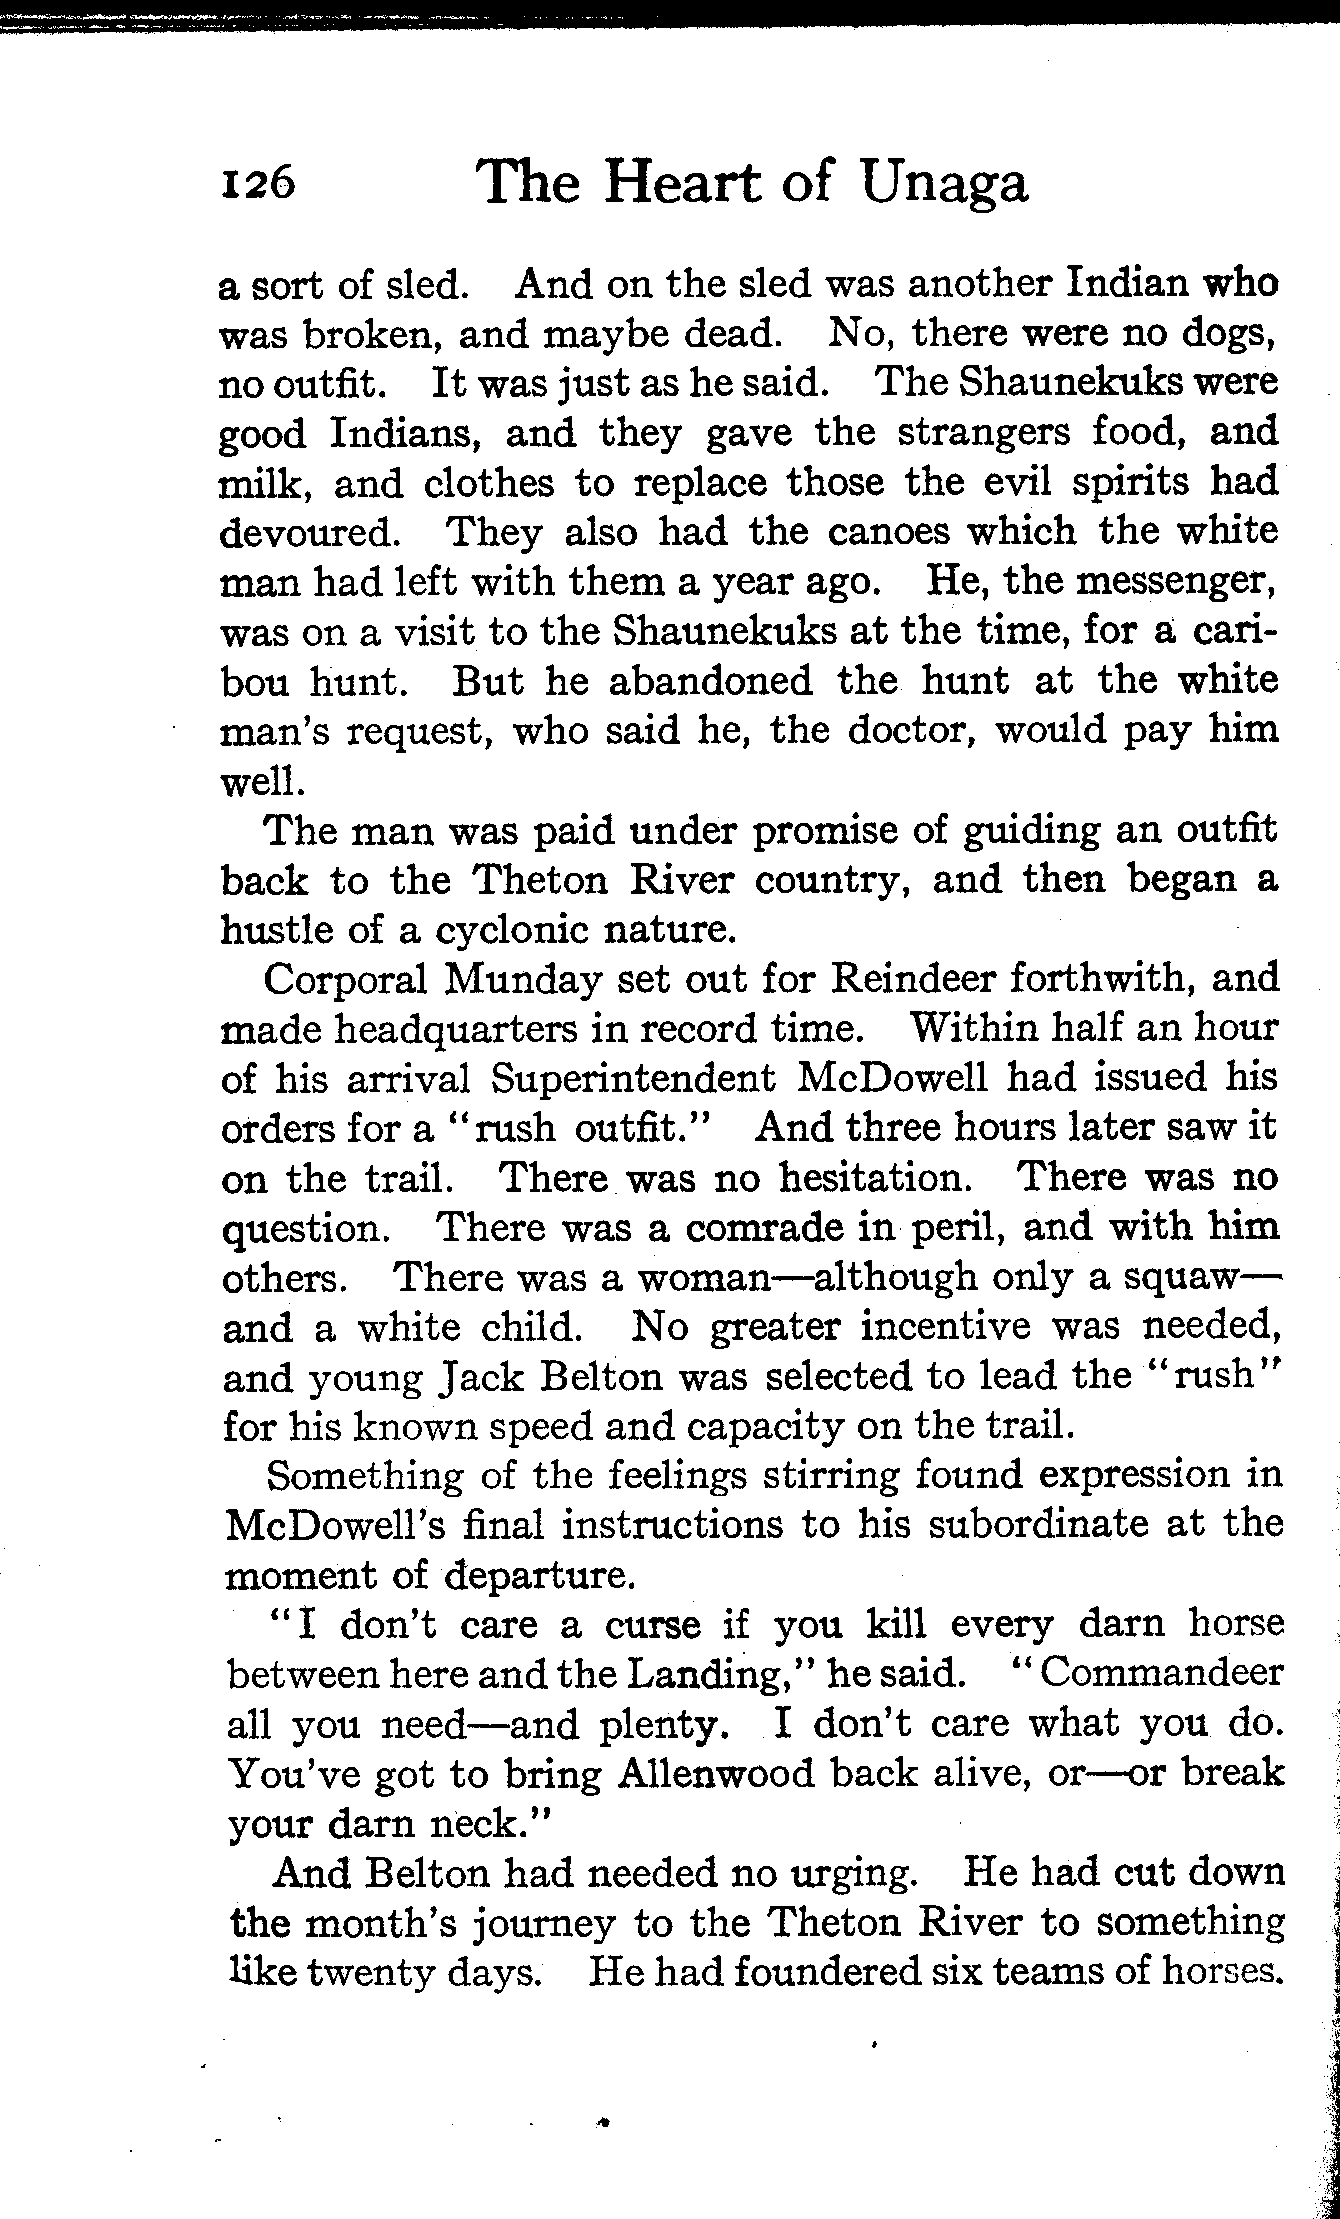 126 The Heart of Unaga
a sort of sled. And on the sled was another Indian who
was broken, and maybe dead. No, there were no dogs,
no outfit. It was just as he said. The Shaunekuks were
good Indians, and they gave the strangers food, and
milk, and clothes to replace those the evil spirits had
devoured. They also had the canoes which the white
man had left with them a year ago. He, the messenger,
was on a visit to the Shaunekuks at the time, for a cari-
bou hunt. But he abandoned the hunt at the white
man's request, who said he, the doctor, would pay him
well.
The man was paid under promise of guiding an outfit
back to the Theton River country, and then began a
hustle of a cyclonic nature.
Corporal Munday set out for Reindeer forthwith, and
made headquarters in record time. Within half an hour
of his arrival Superintendent McDowell had issued his
orders for a "rush outfit." And three hours later saw it
on the trail. There was no hesitation. There was no
question. There was a comrade in peril, and with him
others. There was a woman—although only a squaw—
and a white child. No greater incentive was needed,
and young Jack Belton was selected to lead the "rush"
for his known speed and capacity on the trail.
Something of the feelings stirring found expression in
McDowell's final instructions to his subordinate at the
moment of departure.
"I don't care a curse if you kill every darn horse
between here and the Landing," he said. "Commandeer
all you need—and plenty. I don't care what you do.
You've got to bring Allenwood back alive, or—or break
your darn neck."
And Belton had needed no urging. He had cut down
the month's journey to the Theton River to something
like twenty days. He had foundered six teams of horses.